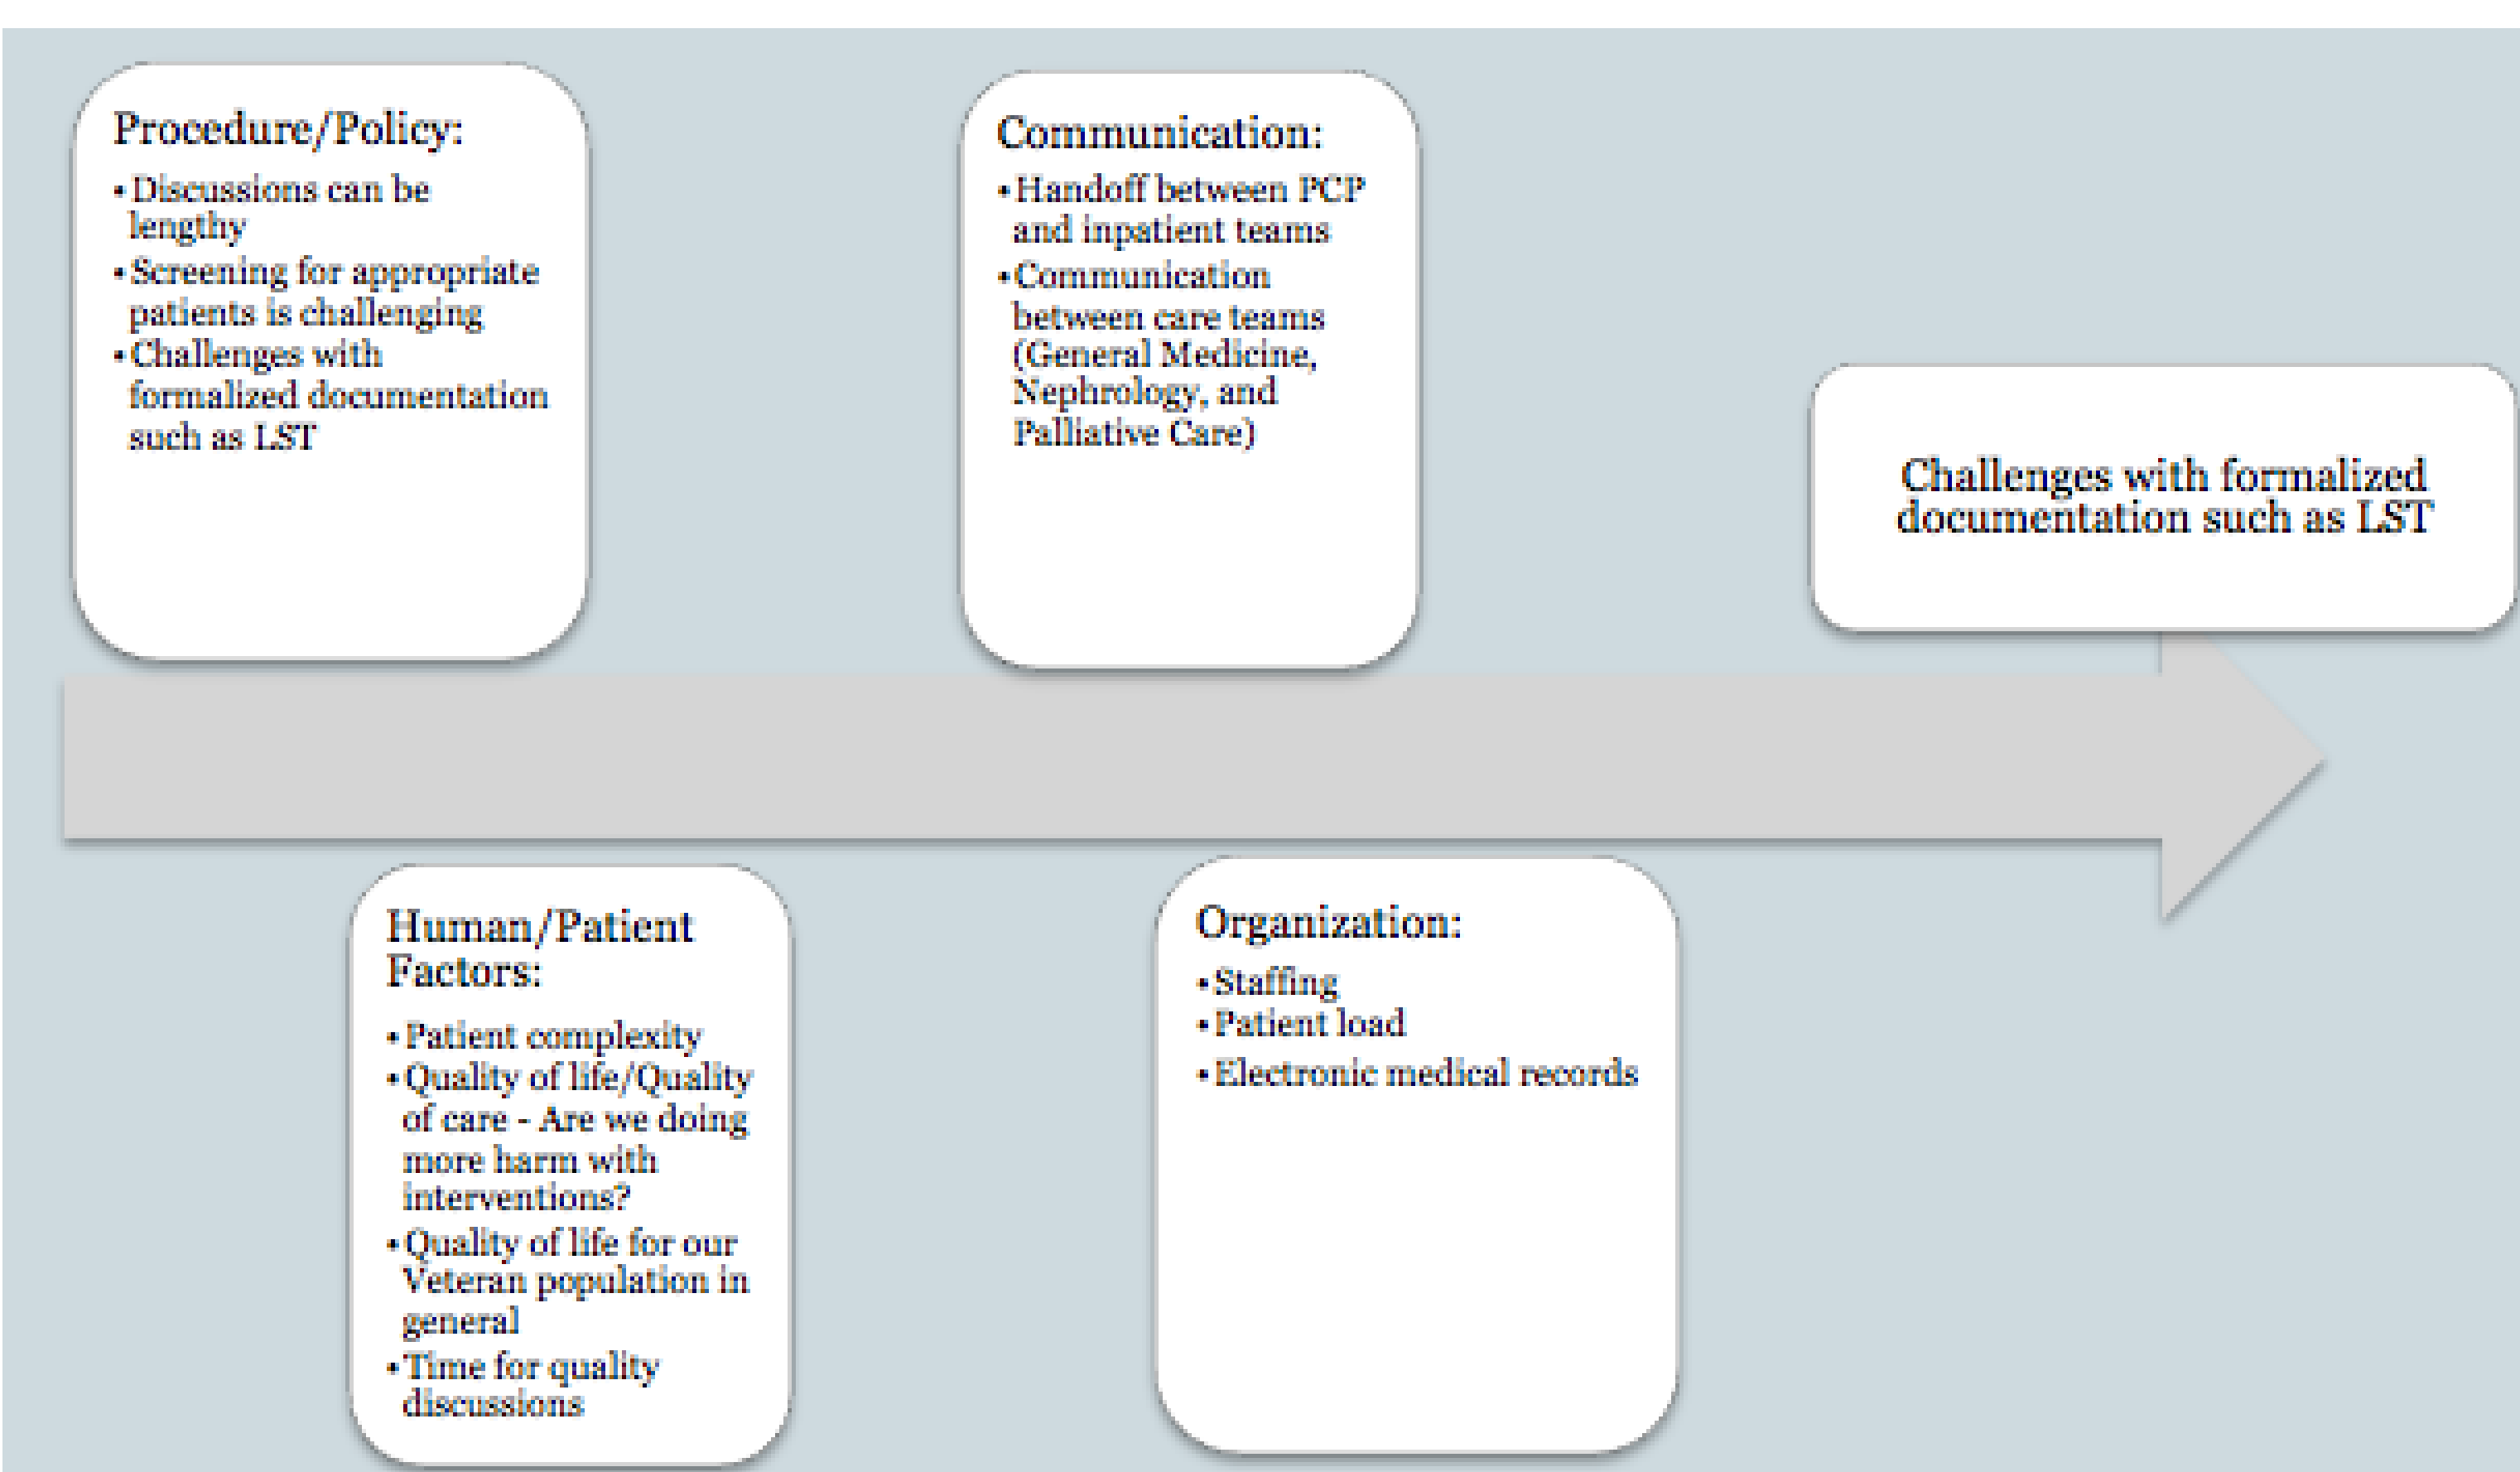 Procedure/Policy:
•Discussions can be
lengthy
•Screening for appropriate
patients is challenging
•Challenges with
formalized documentation
such as LST
Communication:
•Handoff between PCP
and inpatient teams
•Communication
between care teams
(General Medicine,
Nephrology, and
Palliative Care)
Challenges with formalized
documentation such as LST
Human/Patient
Factors:
•Patient complexity
•Quality of life/Quality
of care - Are we doing
more harm with
interventions?
•Quality of life for our
Veteran population in
general
•Time for quality
discussions
Organization:
•Staffing
•Patient load
•Electronic medical records